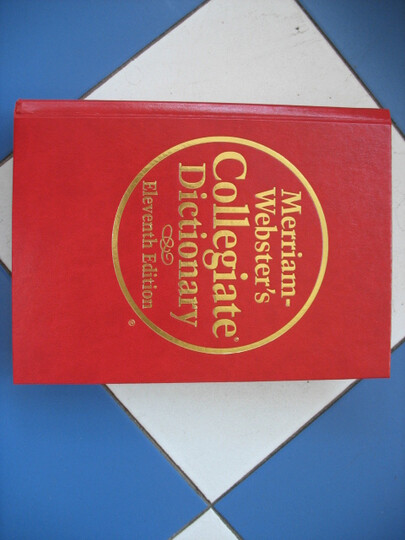 Merriam-
Webster's
Collegiate®
Dictionary
Eleventh Edition
®